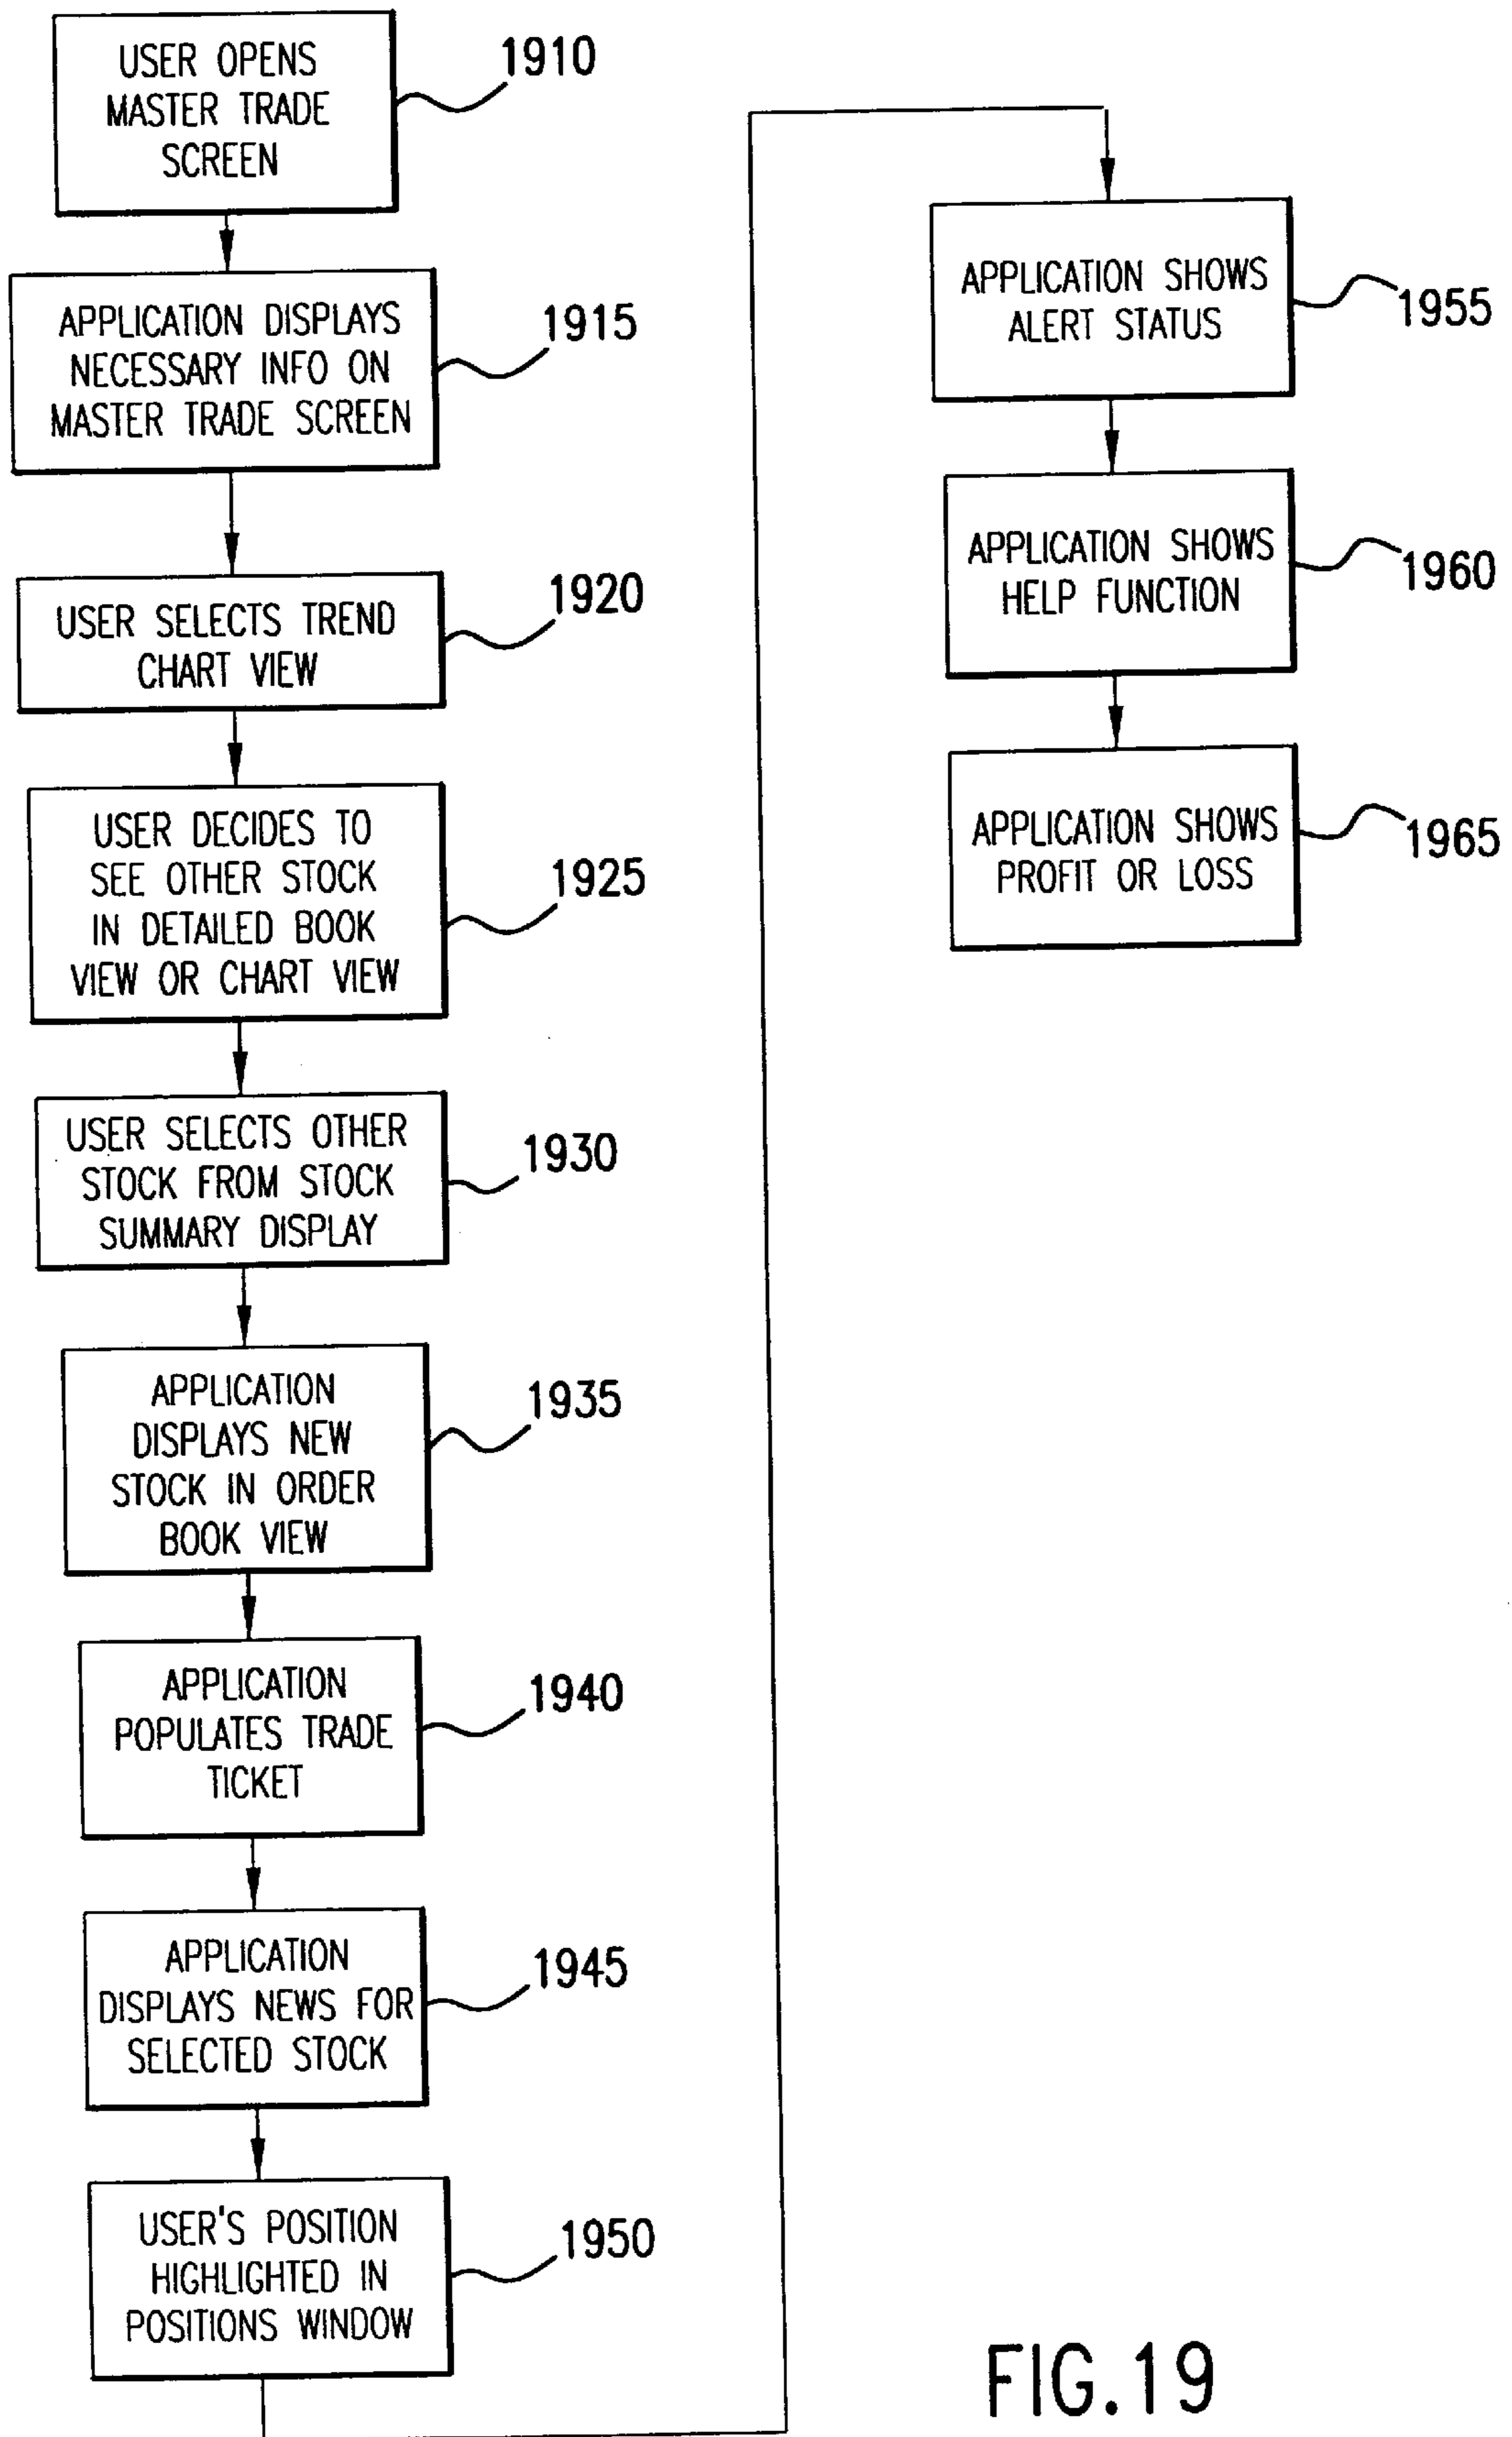 USER OPENS
MASTER TRADE
SCREEN
1910
APPLICATION DISPLAYS
NECESSARY INFO ON
MASTER TRADE SCREEN
1915
USER SELECTS TREND
CHART VIEW
1920
USER DECIDES TO
SEE OTHER STOCK
IN DETAILED BOOK
VIEW OR CHART VIEW
1925
USER SELECTS OTHER
STOCK FROM STOCK
SUMMARY DISPLAY
1930
APPLICATION
DISPLAYS NEW
STOCK IN ORDER
BOOK VIEW
1935
APPLICATION
POPULATES TRADE
TICKET
1940
APPLICATION
DISPLAYS NEWS FOR
SELECTED STOCK
1945
USER'S POSITION
HIGHLIGHTED IN
POSITIONS WINDOW
1950
APPLICATION SHOWS
ALERT STATUS
1955
APPLICATION SHOWS
HELP FUNCTION
1960
APPLICATION SHOWS
PROFIT OR LOSS
1965
FIG.19